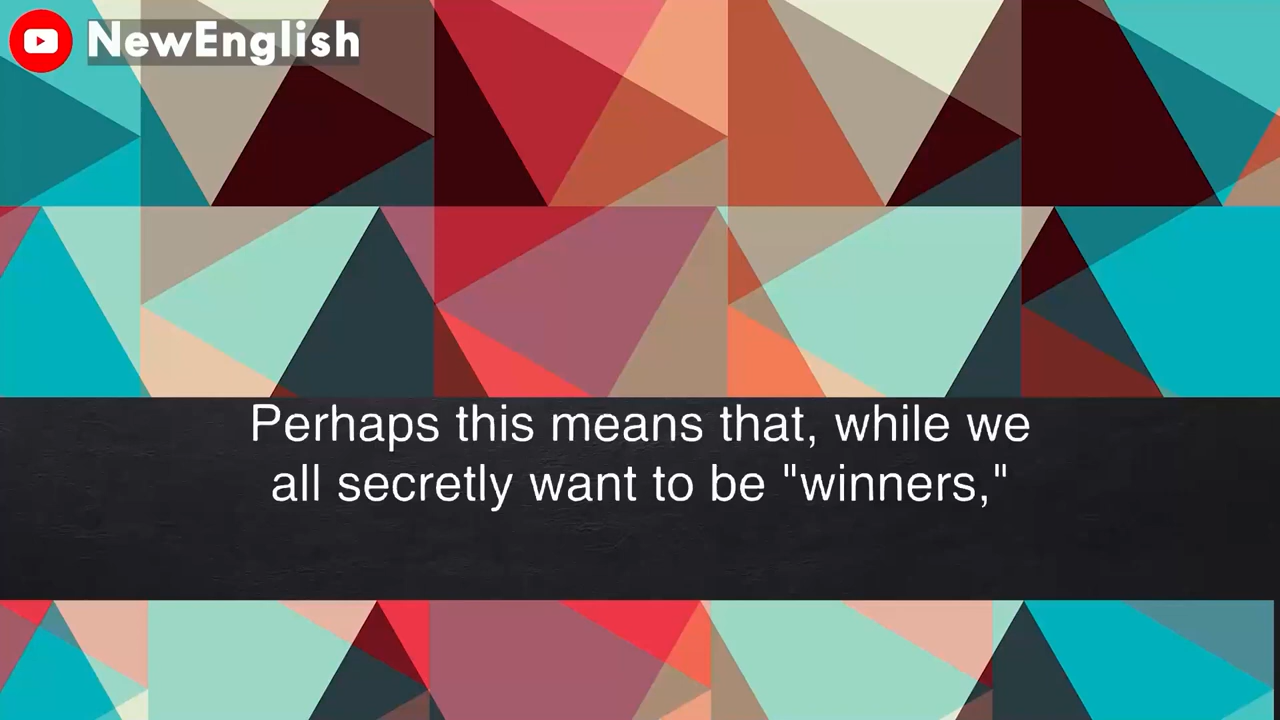 NewEnglish
Perhaps this means that, while we
all secretly want to be "winners,"